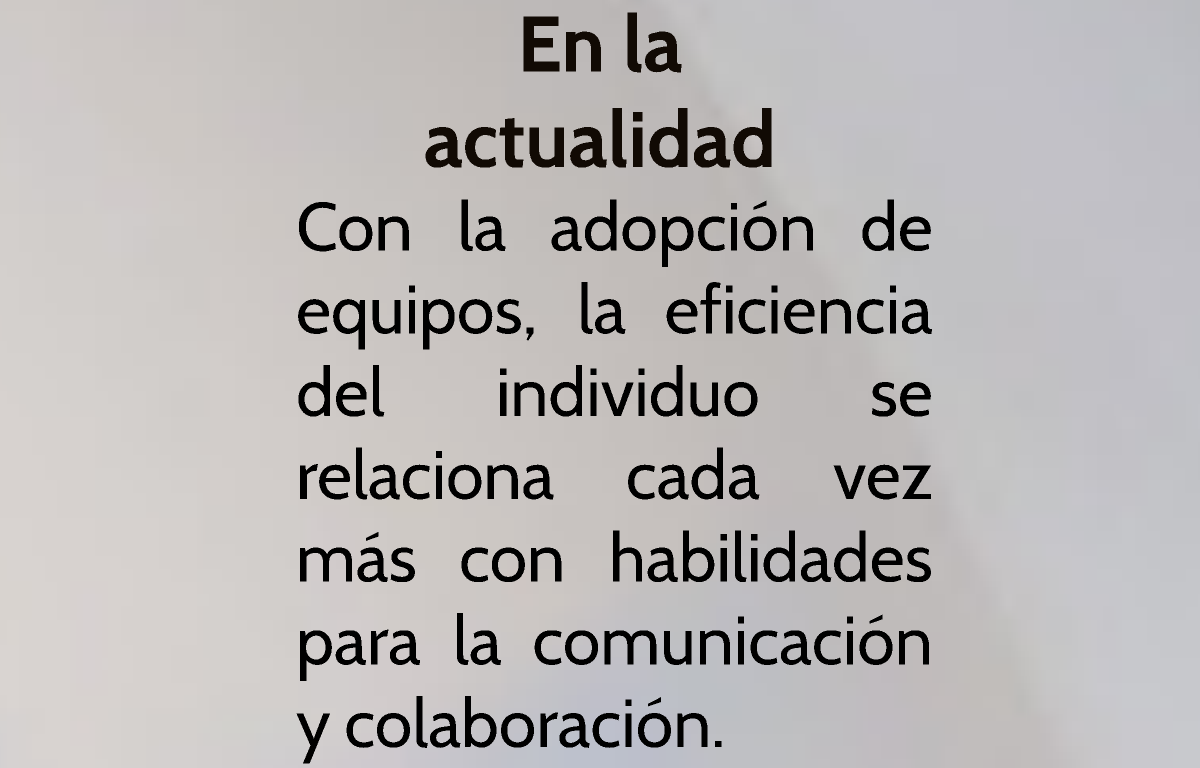 En la
actualidad
Con la adopción de
equipos, la eficiencia
del individuo se
relaciona cada vez
más con habilidades
para la comunicación
y colaboración.